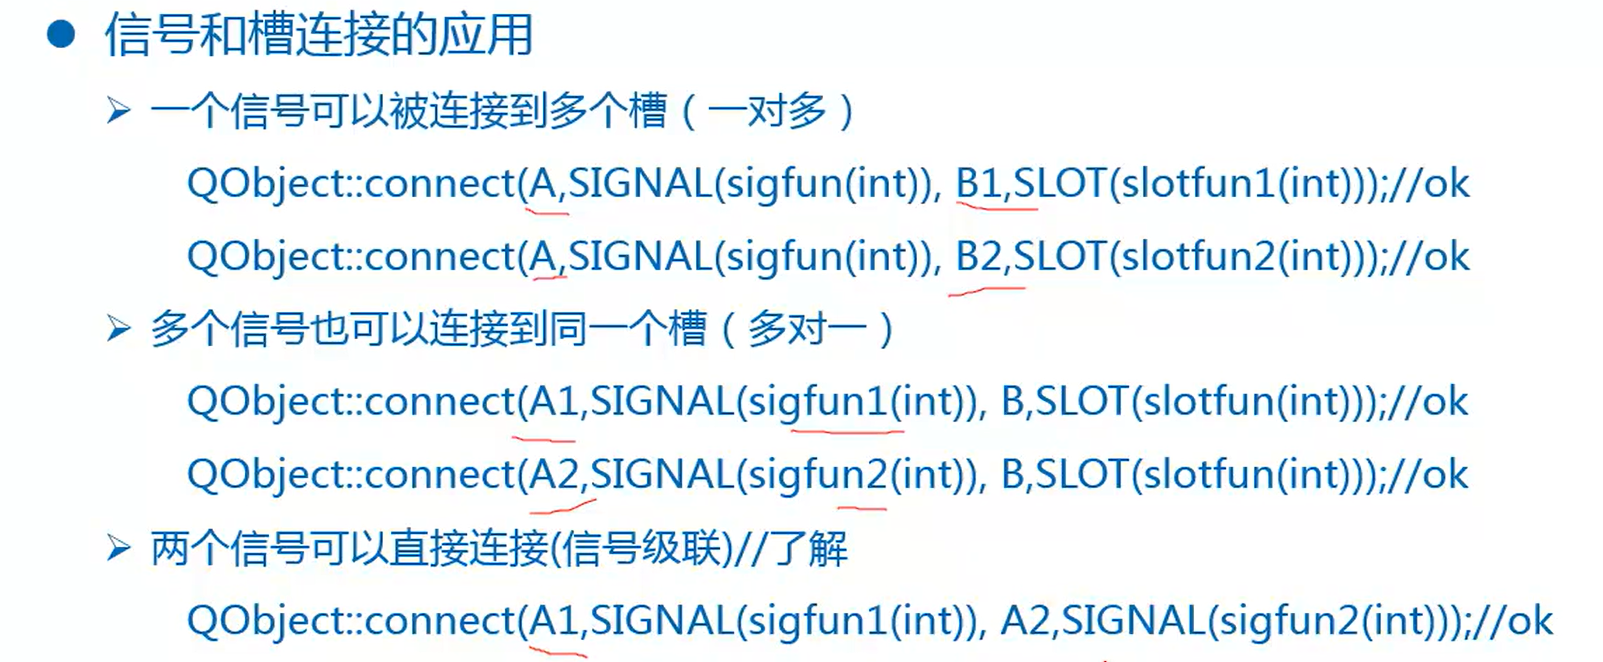 ● 信号和槽连接的应用
➢ 一个信号可以被连接到多个槽（一对多）
QObject::connect(A,SIGNAL(sigfun(int)), B1,SLOT(slotfun1(int)));//ok
QObject::connect(A,SIGNAL(sigfun(int)), B2,SLOT(slotfun2(int)));//ok
➢ 多个信号也可以连接到同一个槽（多对一）
QObject::connect(A1,SIGNAL(sigfun1(int)), B,SLOT(slotfun(int)));//ok
QObject::connect(A2,SIGNAL(sigfun2(int)), B,SLOT(slotfun(int)));//ok
➢ 两个信号可以直接连接(信号级联)//了解
QObject::connect(A1,SIGNAL(sigfun1(int)), A2,SIGNAL(sigfun2(int)));//ok